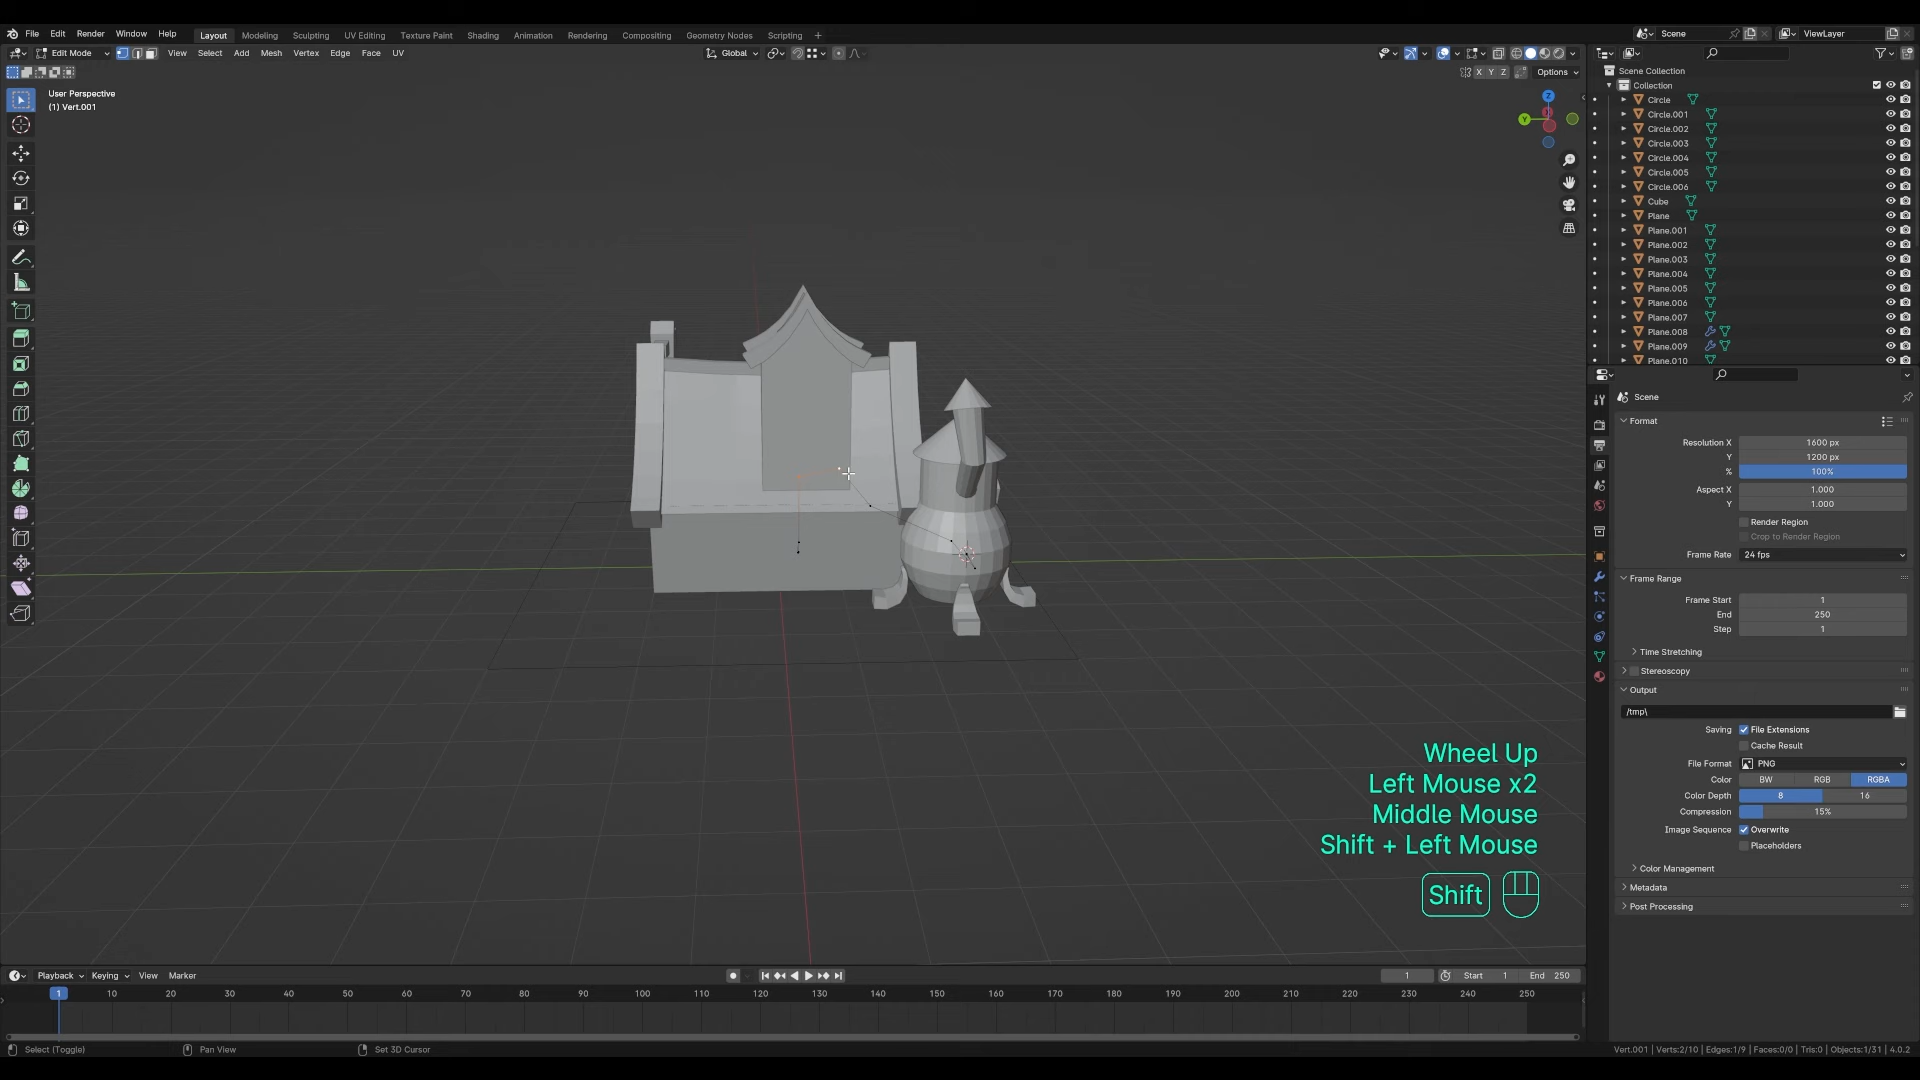 File Edit Render Window Help Layout Modeling Sculpting UV Editing Texture Paint Shading Animation Rendering Compositing Geometry Nodes Scripting + Scene ViewLayer
Edit Mode View Select Add Mesh Vertex Edge Face UV Global
X Y Z Options
User Perspective
(1) Vert.001
Z
Y
Scene Collection
Collection
Circle
Circle.001
Circle.002
Circle.003
Circle.004
Circle.005
Circle.006
Cube
Plane
Plane.001
Plane.002
Plane.003
Plane.004
Plane.005
Plane.006
Plane.007
Plane.008
Plane.009
Plane.010
Scene
Format
Resolution X 1600 px
Y 1200 px
% 100%
Aspect X 1.000
Y 1.000
Render Region
Crop to Render Region
Frame Rate 24 fps
Frame Range
Frame Start 1
End 250
Step 1
Time Stretching
Stereoscopy
Output
/tmp\
Saving File Extensions
Cache Result
File Format PNG
Color BW RGB RGBA
Color Depth 8 16
Compression 15%
Image Sequence Overwrite
Placeholders
Color Management
Metadata
Post Processing
Wheel Up
Left Mouse x2
Middle Mouse
Shift + Left Mouse
Shift
Playback Keying View Marker 1 Start 1 End 250
1 10 20 30 40 50 60 70 80 90 100 110 120 130 140 150 160 170 180 190 200 210 220 230 240 250
Select (Toggle) Pan View Set 3D Cursor Vert.001 | Verts:2/10 | Edges:1/9 | Faces:0/0 | Tris:0 | Objects:1/31 | 4.0.2